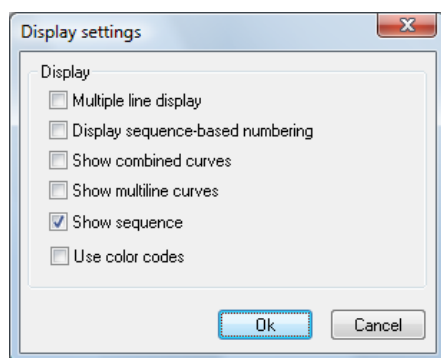 Display settings
Display
Multiple line display
Display sequence-based numbering
Show combined curves
Show multiline curves
Show sequence
Use color codes
Ok
Cancel